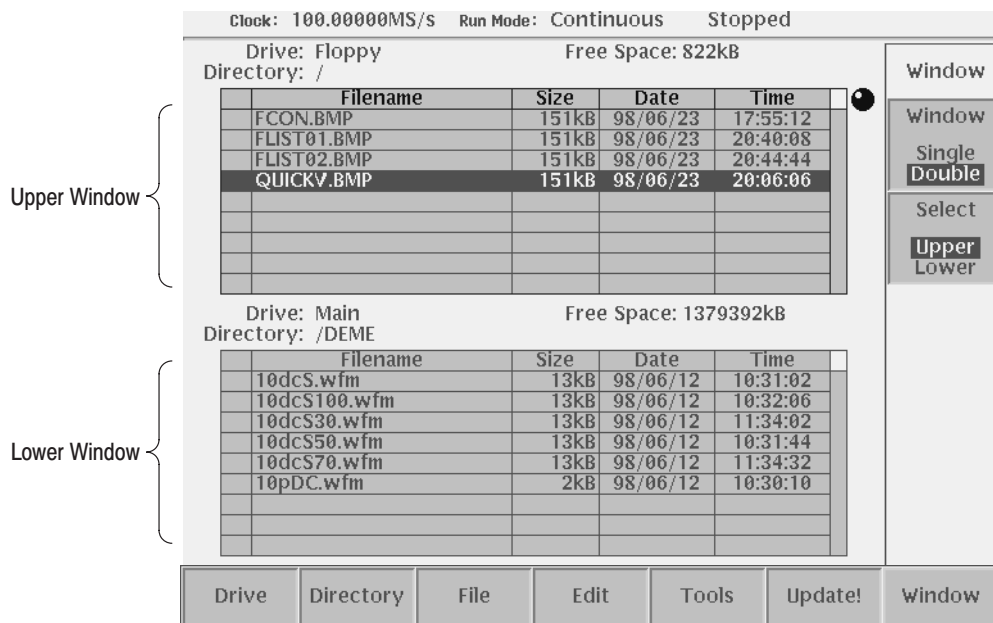 Clock: 100.00000MS/s Run Mode: Continuous Stopped
Drive: Floppy Free Space: 822kB
Directory: /
Filename Size Date Time
FCON.BMP 151kB 98/06/23 17:55:12
FLIST01.BMP 151kB 98/06/23 20:40:08
FLIST02.BMP 151kB 98/06/23 20:44:44
QUICKV.BMP 151kB 98/06/23 20:06:06
Upper Window
Drive: Main Free Space: 1379392kB
Directory: /DEME
Filename Size Date Time
10dcS.wfm 13kB 98/06/12 10:31:02
10dcS100.wfm 13kB 98/06/12 10:32:06
10dcS30.wfm 13kB 98/06/12 11:34:02
10dcS50.wfm 13kB 98/06/12 10:31:44
10dcS70.wfm 13kB 98/06/12 11:34:32
10pDC.wfm 2kB 98/06/12 10:30:10
Lower Window
Window
Window
Single
Double
Select
Upper
Lower
Drive Directory File Edit Tools Update! Window